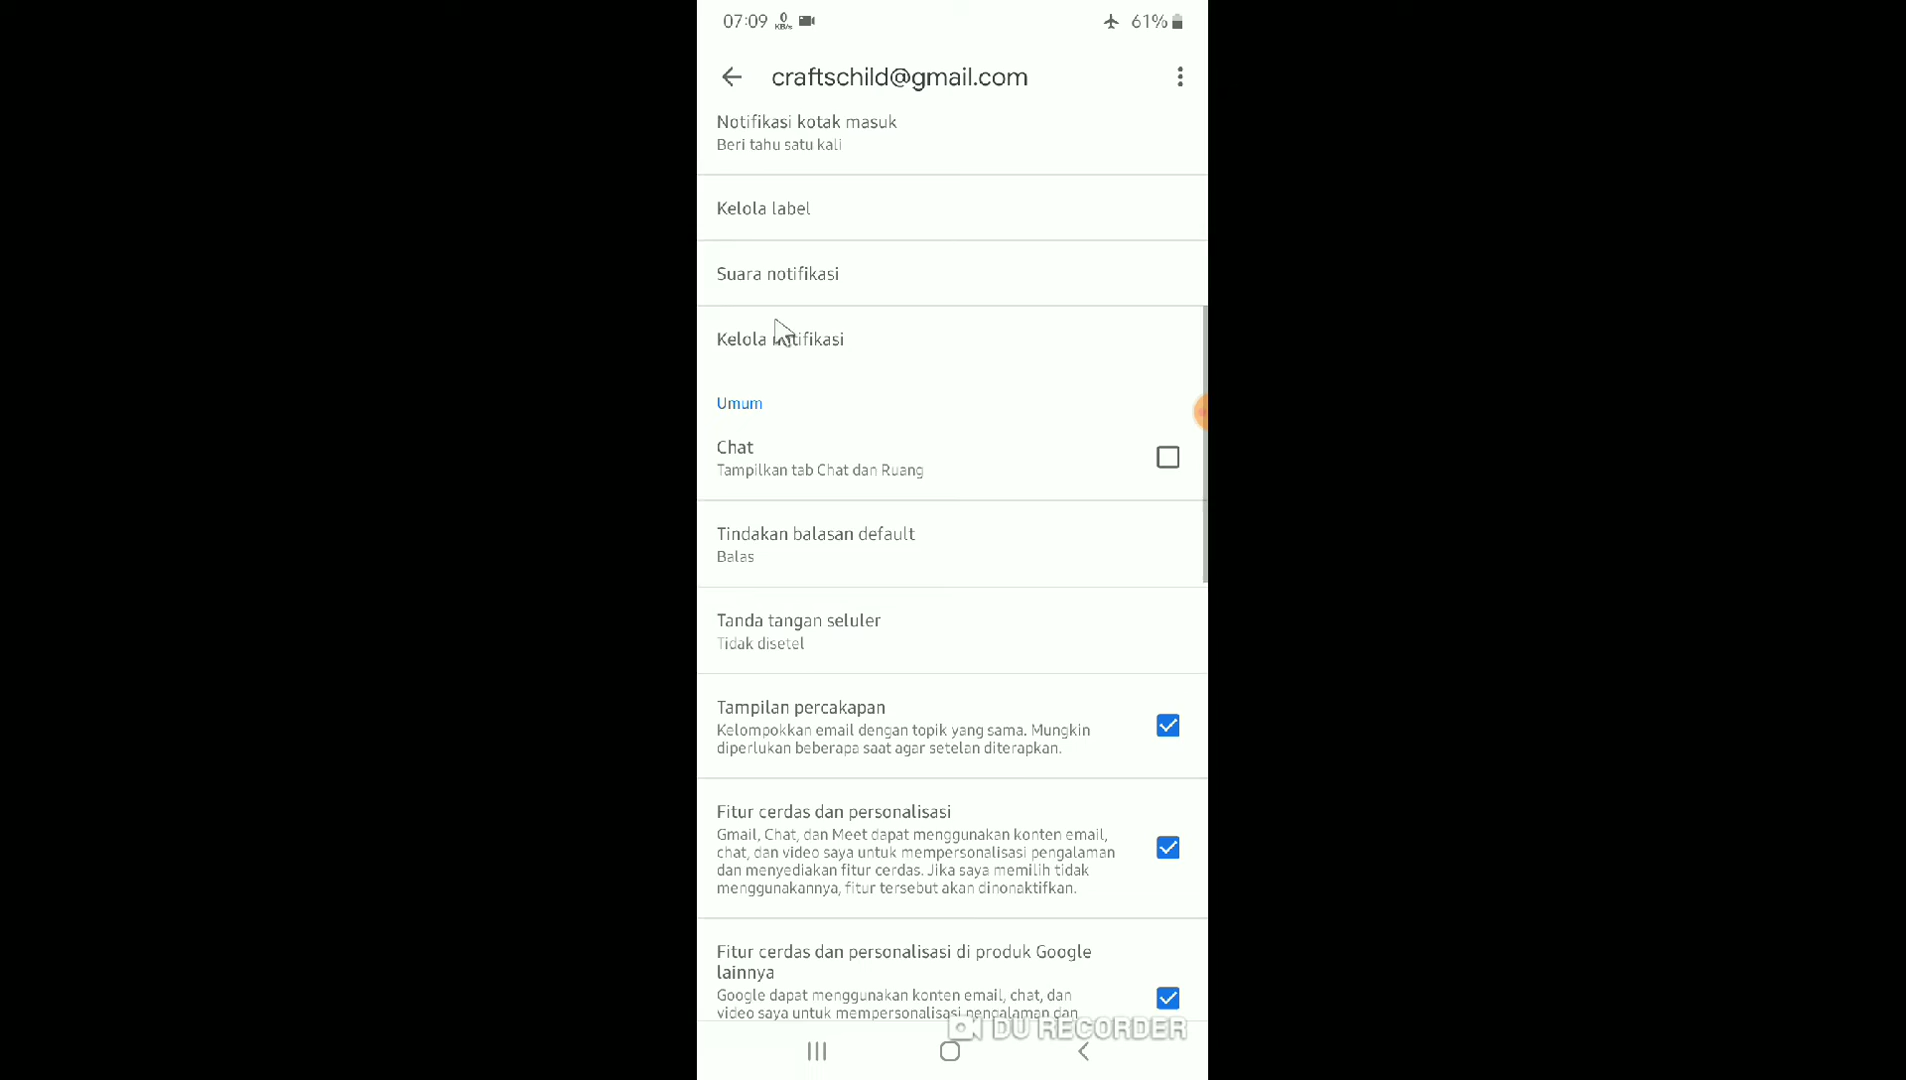 07:09 0 KB/s 61%
craftschild@gmail.com
Notifikasi kotak masuk
Beri tahu satu kali
Kelola label
Suara notifikasi
Kelola notifikasi
Umum
Chat
Tampilkan tab Chat dan Ruang
Tindakan balasan default
Balas
Tanda tangan seluler
Tidak disetel
Tampilan percakapan
Kelompokkan email dengan topik yang sama. Mungkin
diperlukan beberapa saat agar setelan diterapkan.
Fitur cerdas dan personalisasi
Gmail, Chat, dan Meet dapat menggunakan konten email,
chat, dan video saya untuk mempersonalisasi pengalaman
dan menyediakan fitur cerdas. Jika saya memilih tidak
menggunakannya, fitur tersebut akan dinonaktifkan.
Fitur cerdas dan personalisasi di produk Google
lainnya
Google dapat menggunakan konten email, chat, dan
video saya untuk mempersonalisasi pengalaman dan
DU RECORDER